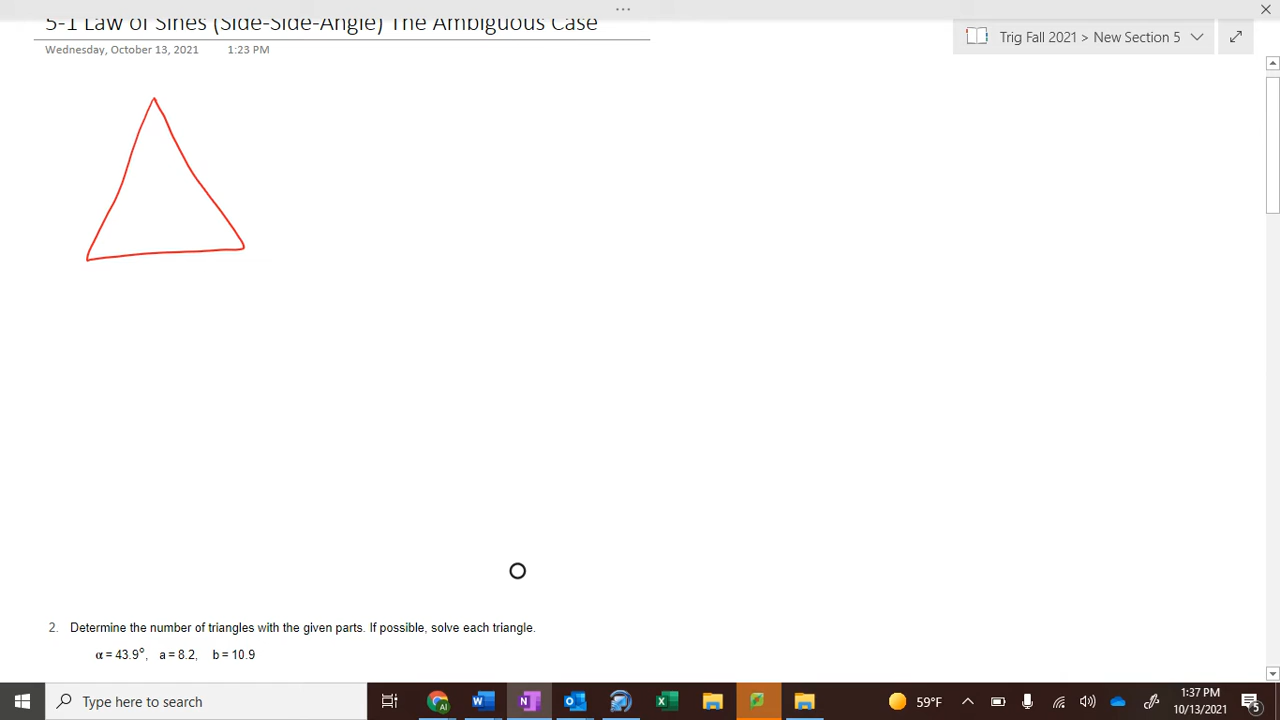 5-1 Law of Sines (Side-Side-Angle) The Ambiguous Case
Wednesday, October 13, 2021 1:23 PM
Trig Fall 2021 > New Section 5
2. Determine the number of triangles with the given parts. If possible, solve each triangle.
α = 43.9°, a = 8.2, b = 10.9
Type here to search
AI
59°F
1:37 PM
10/13/2021
5